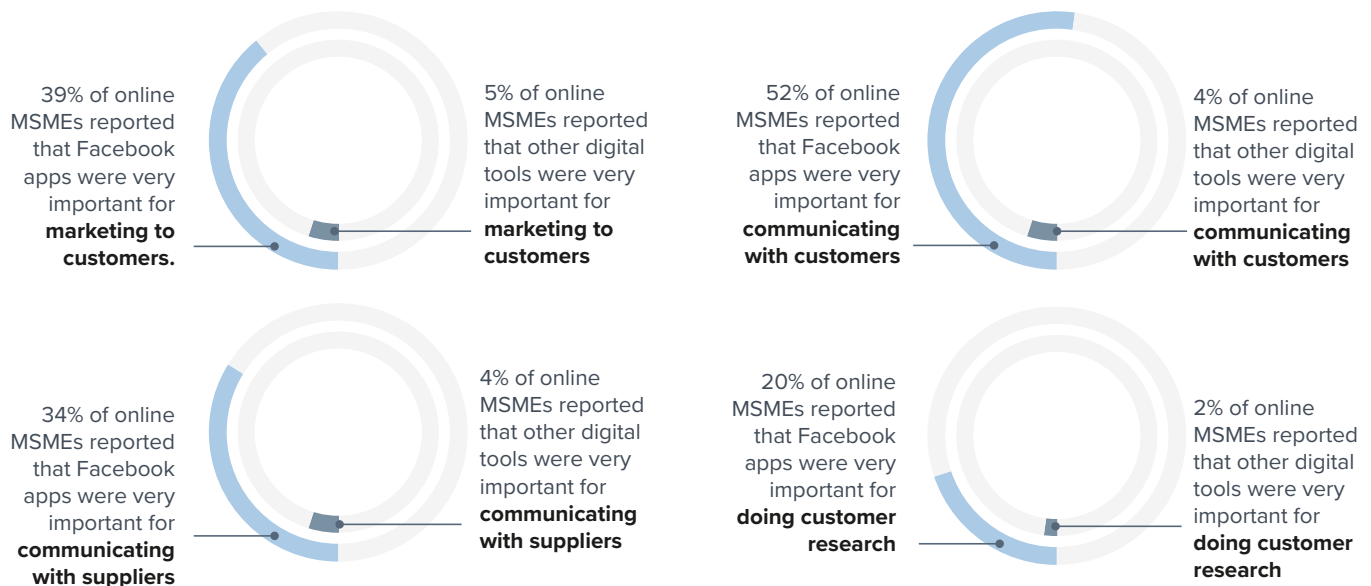 39% of online
MSMEs reported
that Facebook
apps were very
important for
marketing to
customers.
5% of online
MSMEs reported
that other digital
tools were very
important for
marketing to
customers
52% of online
MSMEs reported
that Facebook
apps were very
important for
communicating
with customers
4% of online
MSMEs reported
that other digital
tools were very
important for
communicating
with customers
34% of online
MSMEs reported
that Facebook
apps were very
important for
communicating
with suppliers
4% of online
MSMEs reported
that other digital
tools were very
important for
communicating
with suppliers
20% of online
MSMEs reported
that Facebook
apps were very
important for
doing customer
research
2% of online
MSMEs reported
that other digital
tools were very
important for
doing customer
research